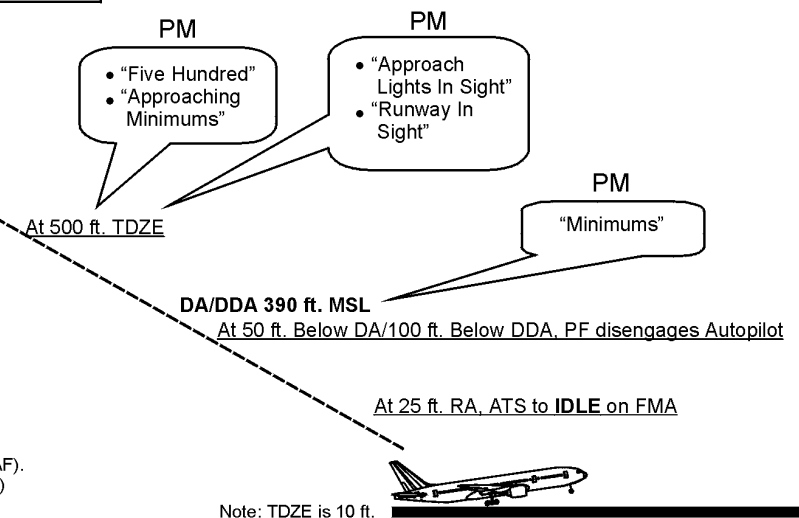 PM
• “Five Hundred”
• “Approaching
Minimums”
PM
• “Approach
Lights In Sight”
• “Runway In
Sight”
PM
“Minimums”
At 500 ft. TDZE
DA/DDA 390 ft. MSL
At 50 ft. Below DA/100 ft. Below DDA, PF disengages Autopilot
At 25 ft. RA, ATS to IDLE on FMA
Note: TDZE is 10 ft.